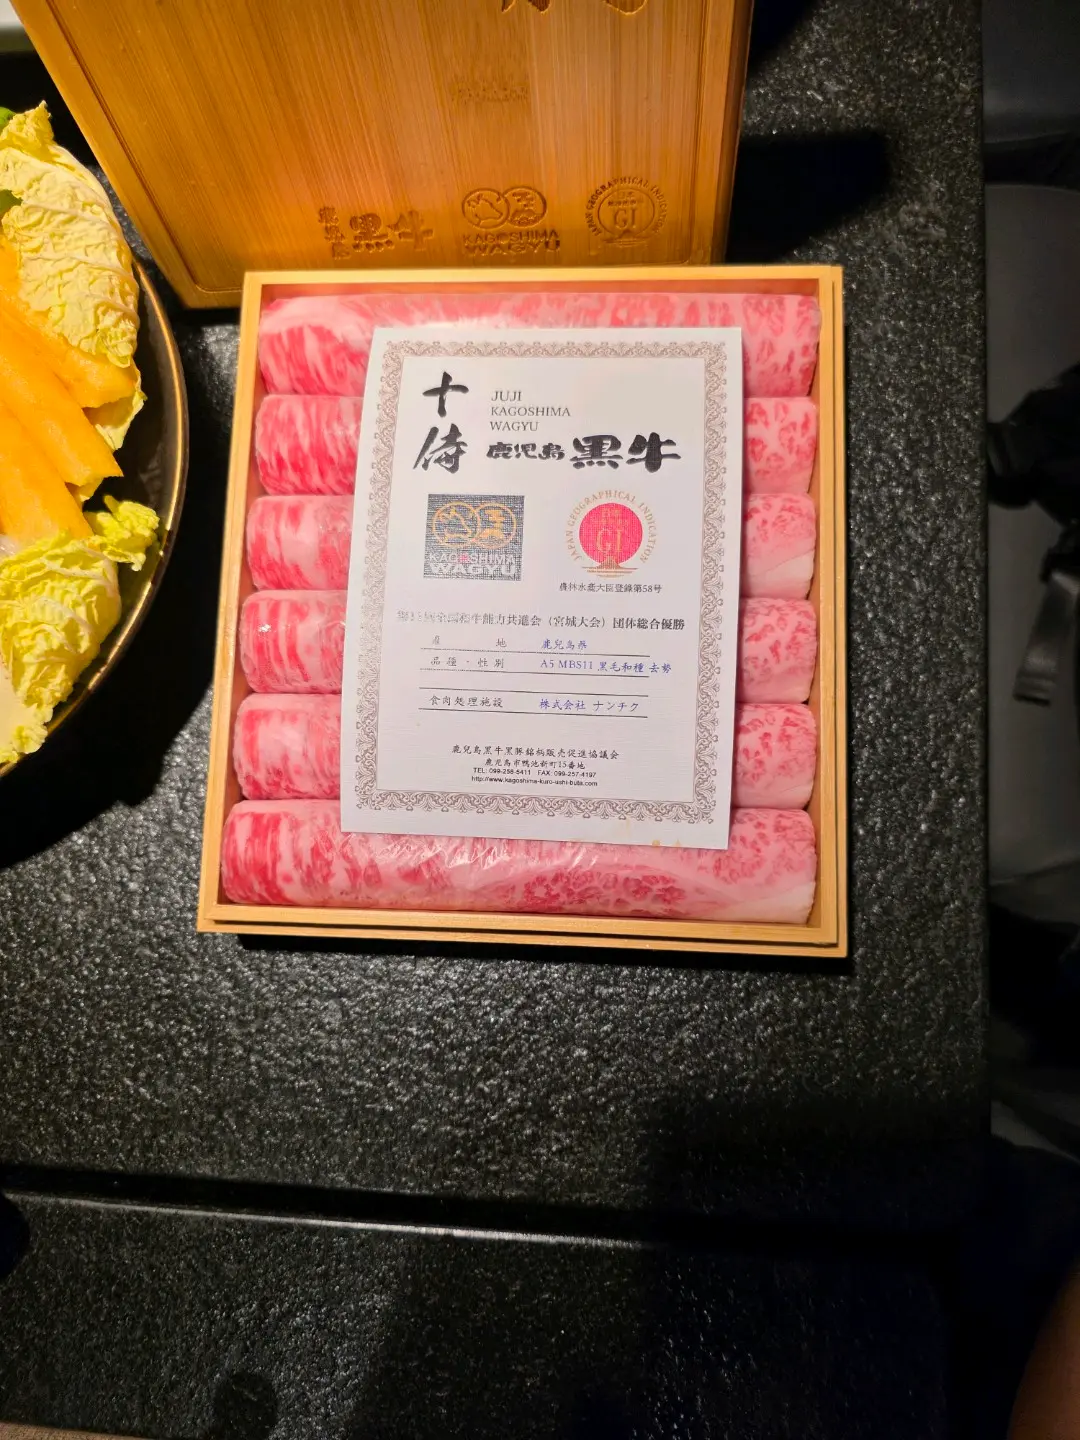 黒牛
KAGOSHIMA
WAGYU
JAPAN GEOGRAPHICAL INDICATION
GI
十侍
JUJI
KAGOSHIMA
WAGYU
鹿児島黒牛
KAGOSHIMA
WAGYU
JAPAN GEOGRAPHICAL INDICATION
GI
農林水産大臣登録第58号
全国和牛能力共進会（宮城大会）団体総合優勝
産地 鹿児島県
品種・性別 A5 MBS11 黒毛和種 去勢
食肉処理施設 株式会社 ナンチク
鹿児島黒牛黒豚銘柄販売促進協議会
鹿児島市鴨池新町15番地
TEL: 099-258-5411 FAX: 099-257-4197
http://www.kagoshima-kuro-ushi-buta.com